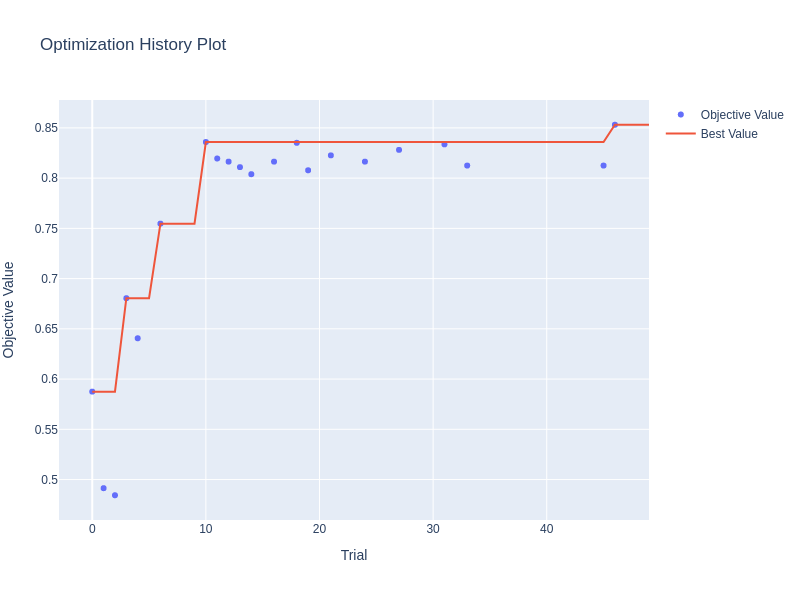 Optimization History Plot
Objective Value
Best Value
0.85
0.8
0.75
0.7
0.65
0.6
0.55
0.5
Objective Value
0 10 20 30 40
Trial